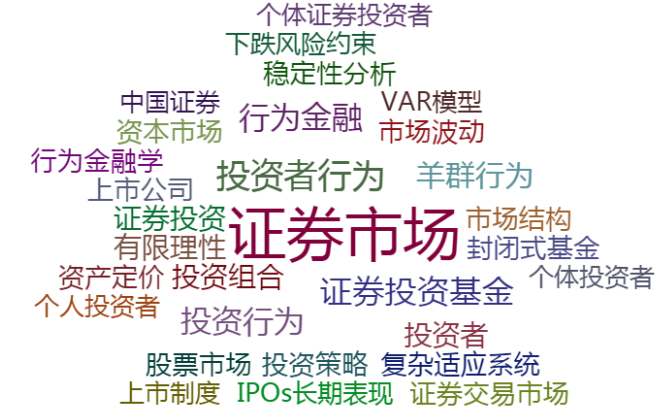 个体证券投资者
下跌风险约束
稳定性分析
中国证券 行为金融 VAR模型
资本市场 市场波动
行为金融学 投资者行为 羊群行为
上市公司
证券投资 证券市场 市场结构
有限理性 封闭式基金
资产定价 投资组合 证券投资基金 个体投资者
个人投资者 投资行为 投资者
股票市场 投资策略 复杂适应系统
上市制度 IPOs长期表现 证券交易市场